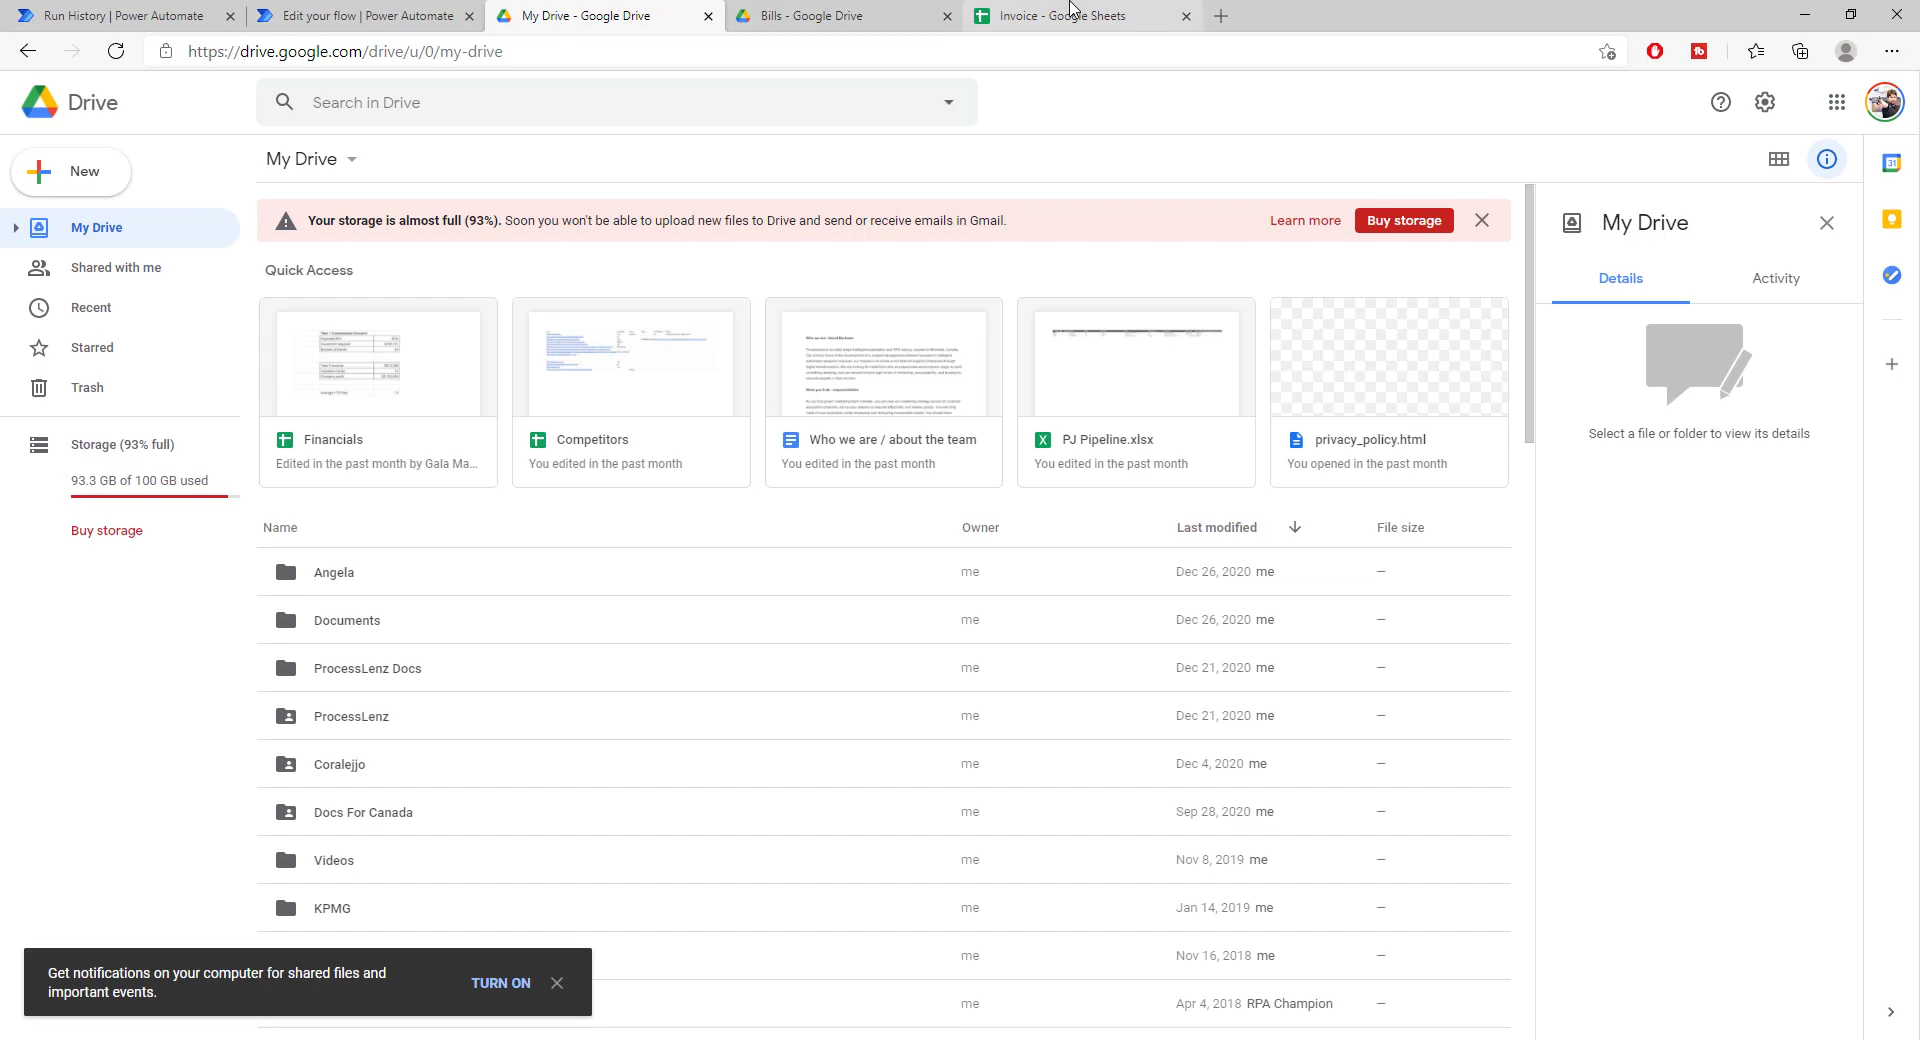 Run History | Power Automate
Edit your flow | Power Automate
My Drive - Google Drive
Bills - Google Drive
Invoice - Google Sheets
https://drive.google.com/drive/u/0/my-drive
Drive
Search in Drive
New
My Drive
Shared with me
Recent
Starred
Trash
Storage (93% full)
93.3 GB of 100 GB used
Buy storage
My Drive
Your storage is almost full (93%). Soon you won't be able to upload new files to Drive and send or receive emails in Gmail.
Learn more
Buy storage
Quick Access
Financials
Edited in the past month by Gala Ma...
Competitors
You edited in the past month
Who we are / about the team
You edited in the past month
PJ Pipeline.xlsx
You edited in the past month
privacy_policy.html
You opened in the past month
Name Owner Last modified File size
Angela me Dec 26, 2020 me –
Documents me Dec 26, 2020 me –
ProcessLenz Docs me Dec 21, 2020 me –
ProcessLenz me Dec 21, 2020 me –
Coralejjo me Dec 4, 2020 me –
Docs For Canada me Sep 28, 2020 me –
Videos me Nov 8, 2019 me –
KPMG me Jan 14, 2019 me –
me Nov 16, 2018 me –
me Apr 4, 2018 RPA Champion –
Get notifications on your computer for shared files and
important events.
TURN ON
My Drive
Details
Activity
Select a file or folder to view its details
31